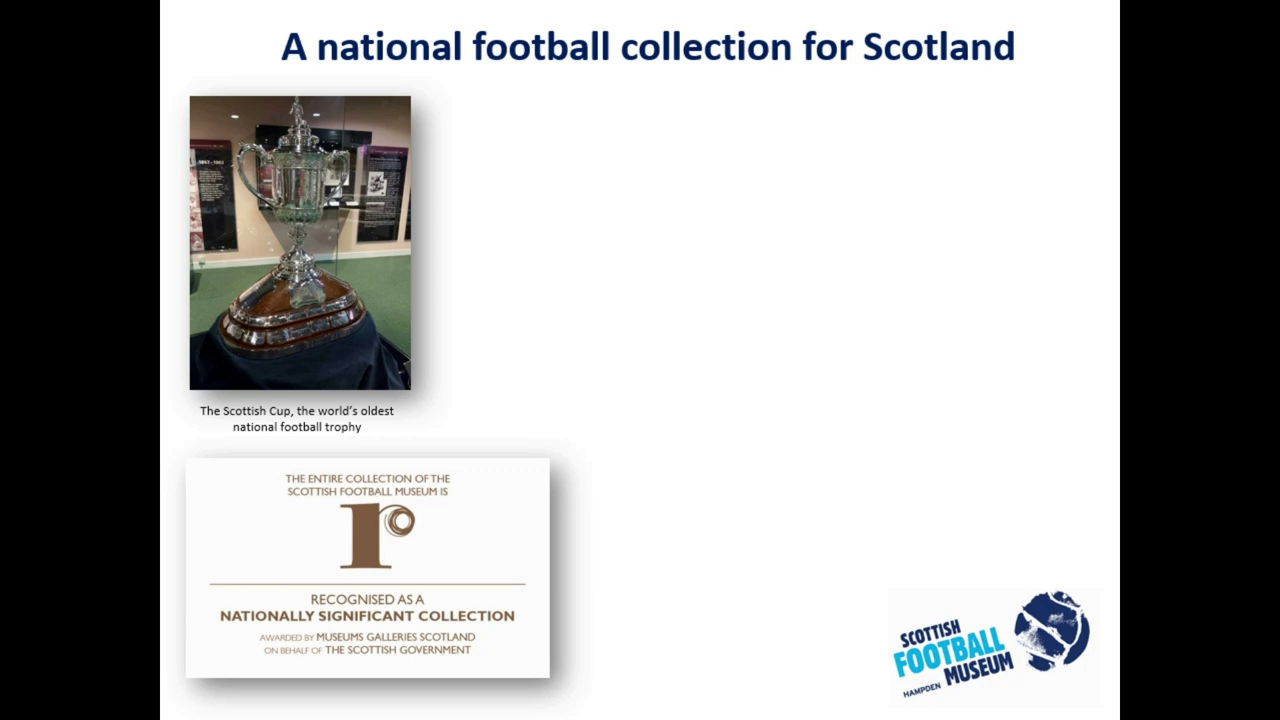 A national football collection for Scotland
1867 - 1887
The Scottish Cup, the world's oldest
national football trophy
THE ENTIRE COLLECTION OF THE
SCOTTISH FOOTBALL MUSEUM IS
r
RECOGNISED AS A
NATIONALLY SIGNIFICANT COLLECTION
AWARDED BY MUSEUMS GALLERIES SCOTLAND
ON BEHALF OF THE SCOTTISH GOVERNMENT
SCOTTISH
FOOTBALL
HAMPDEN MUSEUM